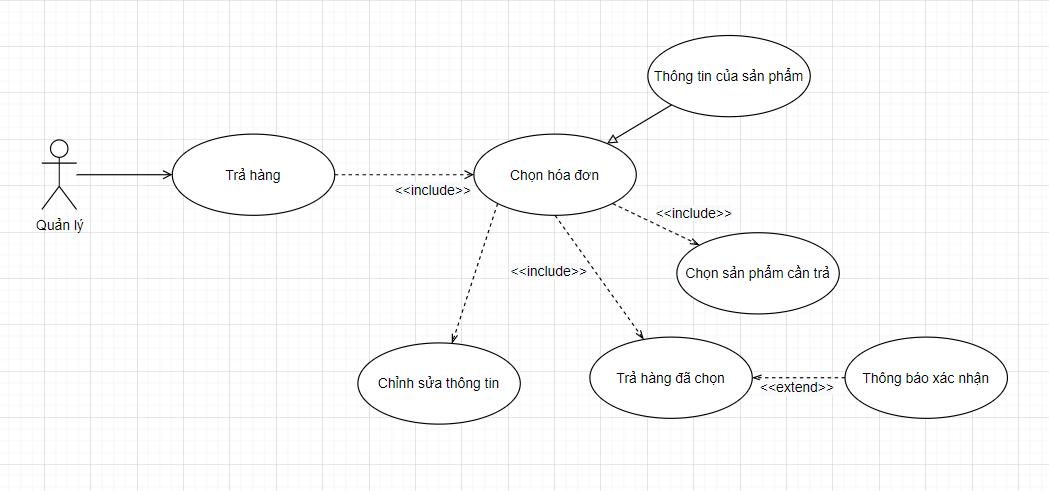 Thông tin của sản phẩm
Trả hàng
Chọn hóa đơn
<<include>>
Quản lý
<<include>>
<<include>>
Chọn sản phẩm cần trả
Chỉnh sửa thông tin
Trả hàng đã chọn
Thông báo xác nhận
<<extend>>